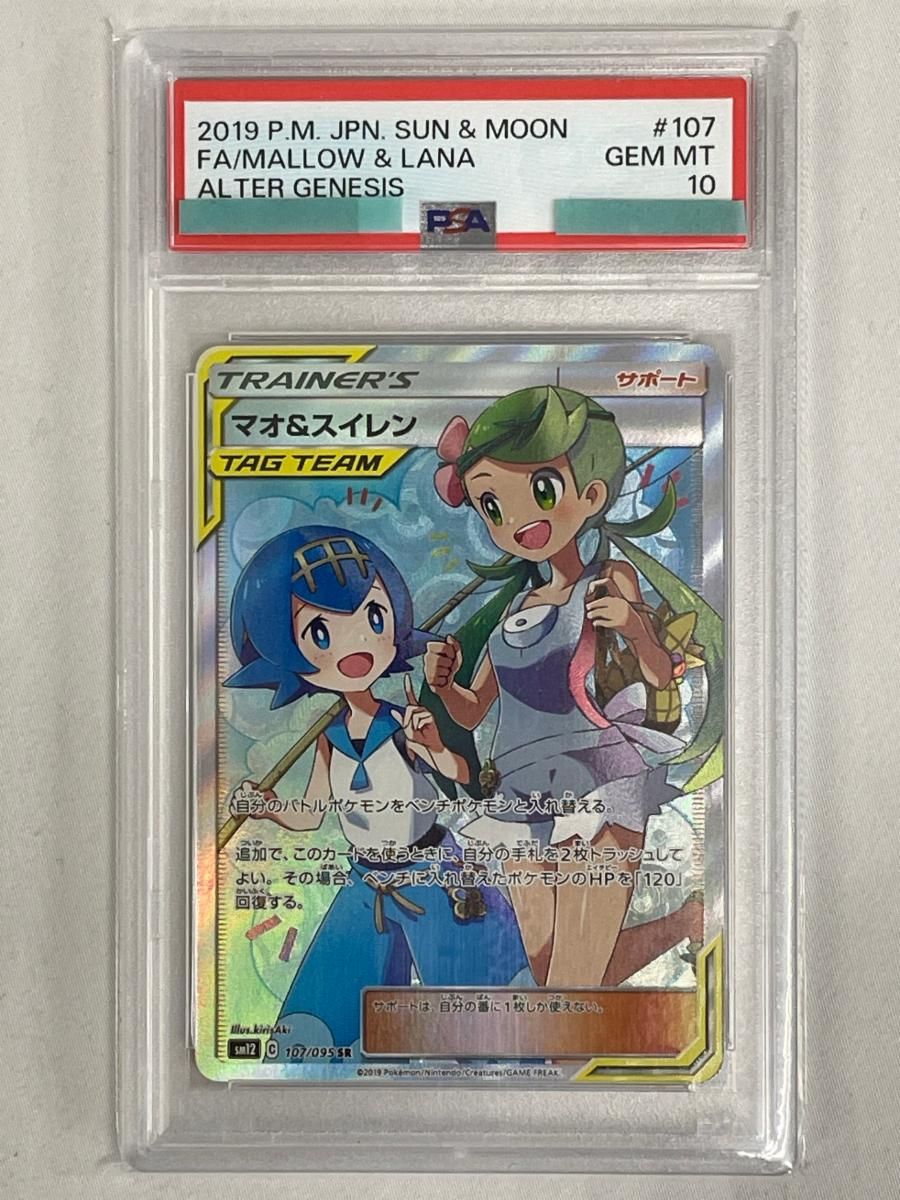 2019 P.M. JPN. SUN & MOON #107
FA/MALLOW & LANA GEM MT
ALTER GENESIS 10
PSA
TRAINER'S サポート
マオ&スイレン
TAG TEAM
自分のバトルポケモンをベンチポケモンと入れ替える。
追加で、このカードを使うときに、自分の手札を2枚トラッシュして
よい。その場合、ベンチに入れ替えたポケモンのHPを「120」
回復する。
サポートは、自分の番に1枚しか使えない。
Illus.kirisAki
sm12 C 107/095 SR
©2019 Pokémon/Nintendo/Creatures/GAME FREAK.